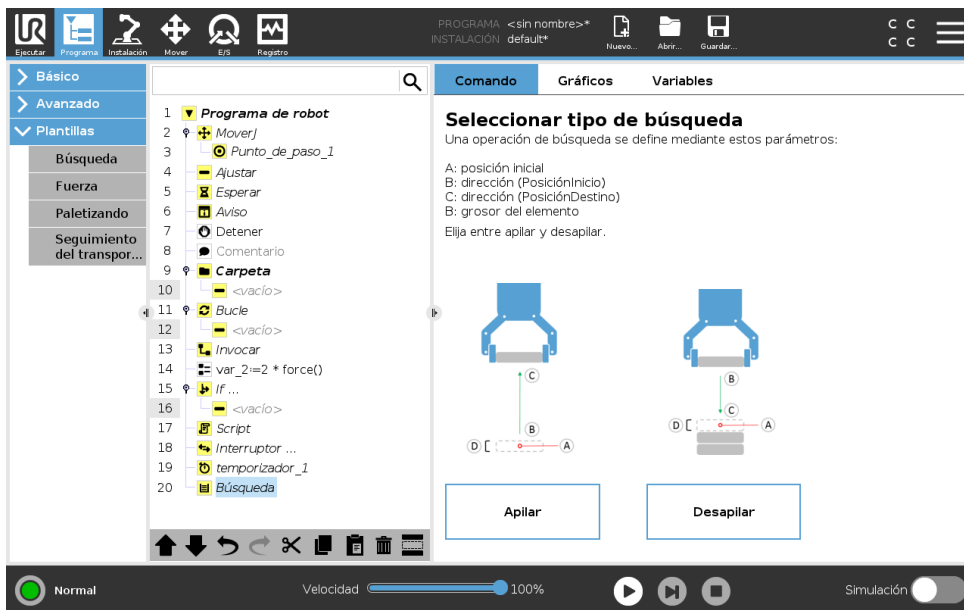 Ejecutar
Programa
Instalación
Mover
E/S
Registro
PROGRAMA <sin nombre>*
INSTALACIÓN default*
Nuevo...
Abrir...
Guardar...
C C
C C
Básico
Avanzado
Plantillas
Búsqueda
Fuerza
Paletizando
Seguimiento
del transpor...
1 Programa de robot
2 MoverJ
3 Punto_de_paso_1
4 Ajustar
5 Esperar
6 Aviso
7 Detener
8 Comentario
9 Carpeta
10 <vacío>
11 Bucle
12 <vacío>
13 Invocar
14 var_2:=2 * force()
15 If ...
16 <vacío>
17 Script
18 Interruptor ...
19 temporizador_1
20 Búsqueda
Comando
Gráficos
Variables
Seleccionar tipo de búsqueda
Una operación de búsqueda se define mediante estos parámetros:
A: posición inicial
B: dirección (PosiciónInicio)
C: dirección (PosiciónDestino)
B: grosor del elemento
Elija entre apilar y desapilar.
C
B
D
A
B
C
D
A
Apilar
Desapilar
Normal
Velocidad
100%
Simulación